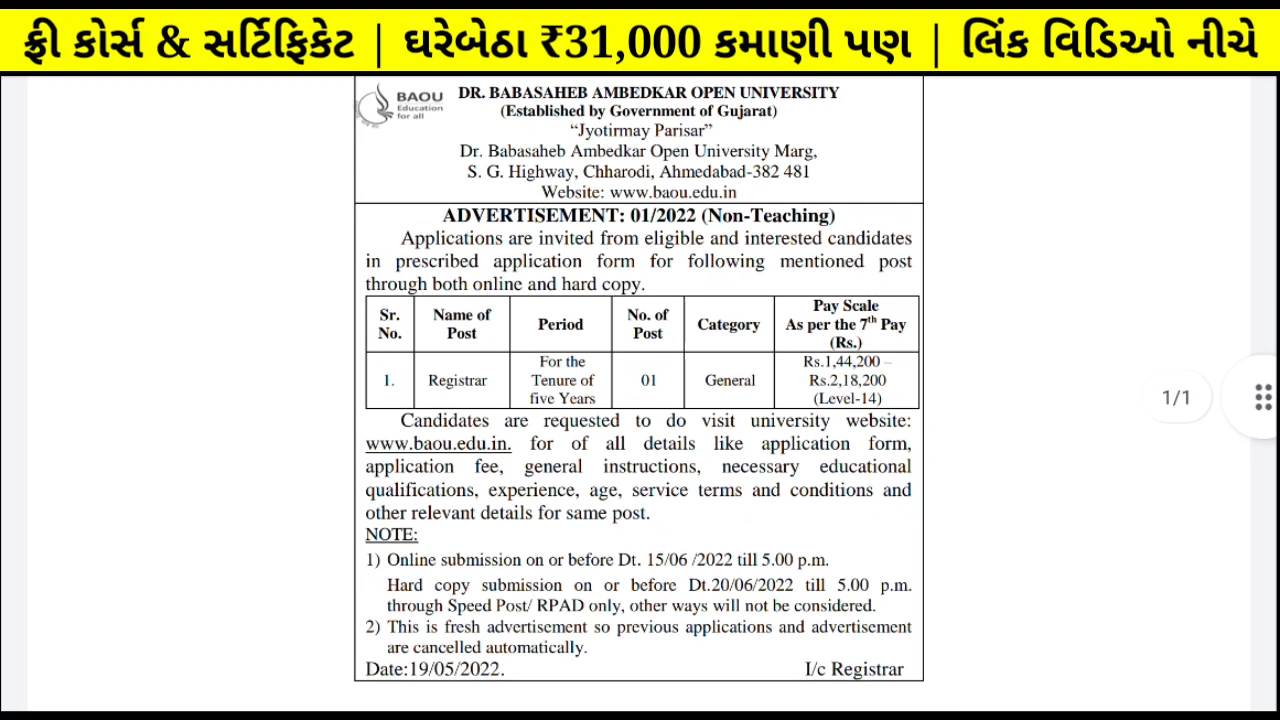 ફ્રી કોર્સ & સર્ટિફિકેટ | ઘરેબેઠા ₹31,000 કમાણી પણ | લિંક વિડિઓ નીચે
BAOU
Education
for all
DR. BABASAHEB AMBEDKAR OPEN UNIVERSITY
(Established by Government of Gujarat)
“Jyotirmay Parisar”
Dr. Babasaheb Ambedkar Open University Marg,
S. G. Highway, Chharodi, Ahmedabad-382 481
Website: www.baou.edu.in
ADVERTISEMENT: 01/2022 (Non-Teaching)
Applications are invited from eligible and interested candidates
in prescribed application form for following mentioned post
through both online and hard copy.
Sr. No. Name of Post Period No. of Post Category Pay Scale As per the 7th Pay (Rs.)
1. Registrar For the Tenure of five Years 01 General Rs.1,44,200 – Rs.2,18,200 (Level-14)
Candidates are requested to do visit university website:
www.baou.edu.in. for of all details like application form,
application fee, general instructions, necessary educational
qualifications, experience, age, service terms and conditions and
other relevant details for same post.
NOTE:
1) Online submission on or before Dt. 15/06 /2022 till 5.00 p.m.
Hard copy submission on or before Dt.20/06/2022 till 5.00 p.m.
through Speed Post/ RPAD only, other ways will not be considered.
2) This is fresh advertisement so previous applications and advertisement
are cancelled automatically.
Date:19/05/2022. I/c Registrar
1/1